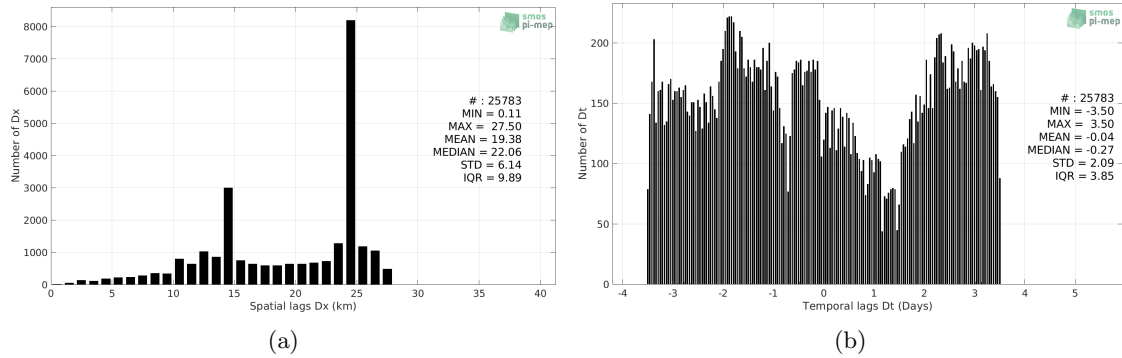 smos
pi-mep
8000
7000
6000
5000
4000
3000
2000
1000
0
Number of Dx
# : 25783
MIN = 0.11
MAX = 27.50
MEAN = 19.38
MEDIAN = 22.06
STD = 6.14
IQR = 9.89
0 5 10 15 20 25 30 35 40
Spatial lags Dx (km)
(a)
smos
pi-mep
200
150
100
50
0
Number of Dt
# : 25783
MIN = -3.50
MAX = 3.50
MEAN = -0.04
MEDIAN = -0.27
STD = 2.09
IQR = 3.85
-4 -3 -2 -1 0 1 2 3 4 5
Temporal lags Dt (Days)
(b)